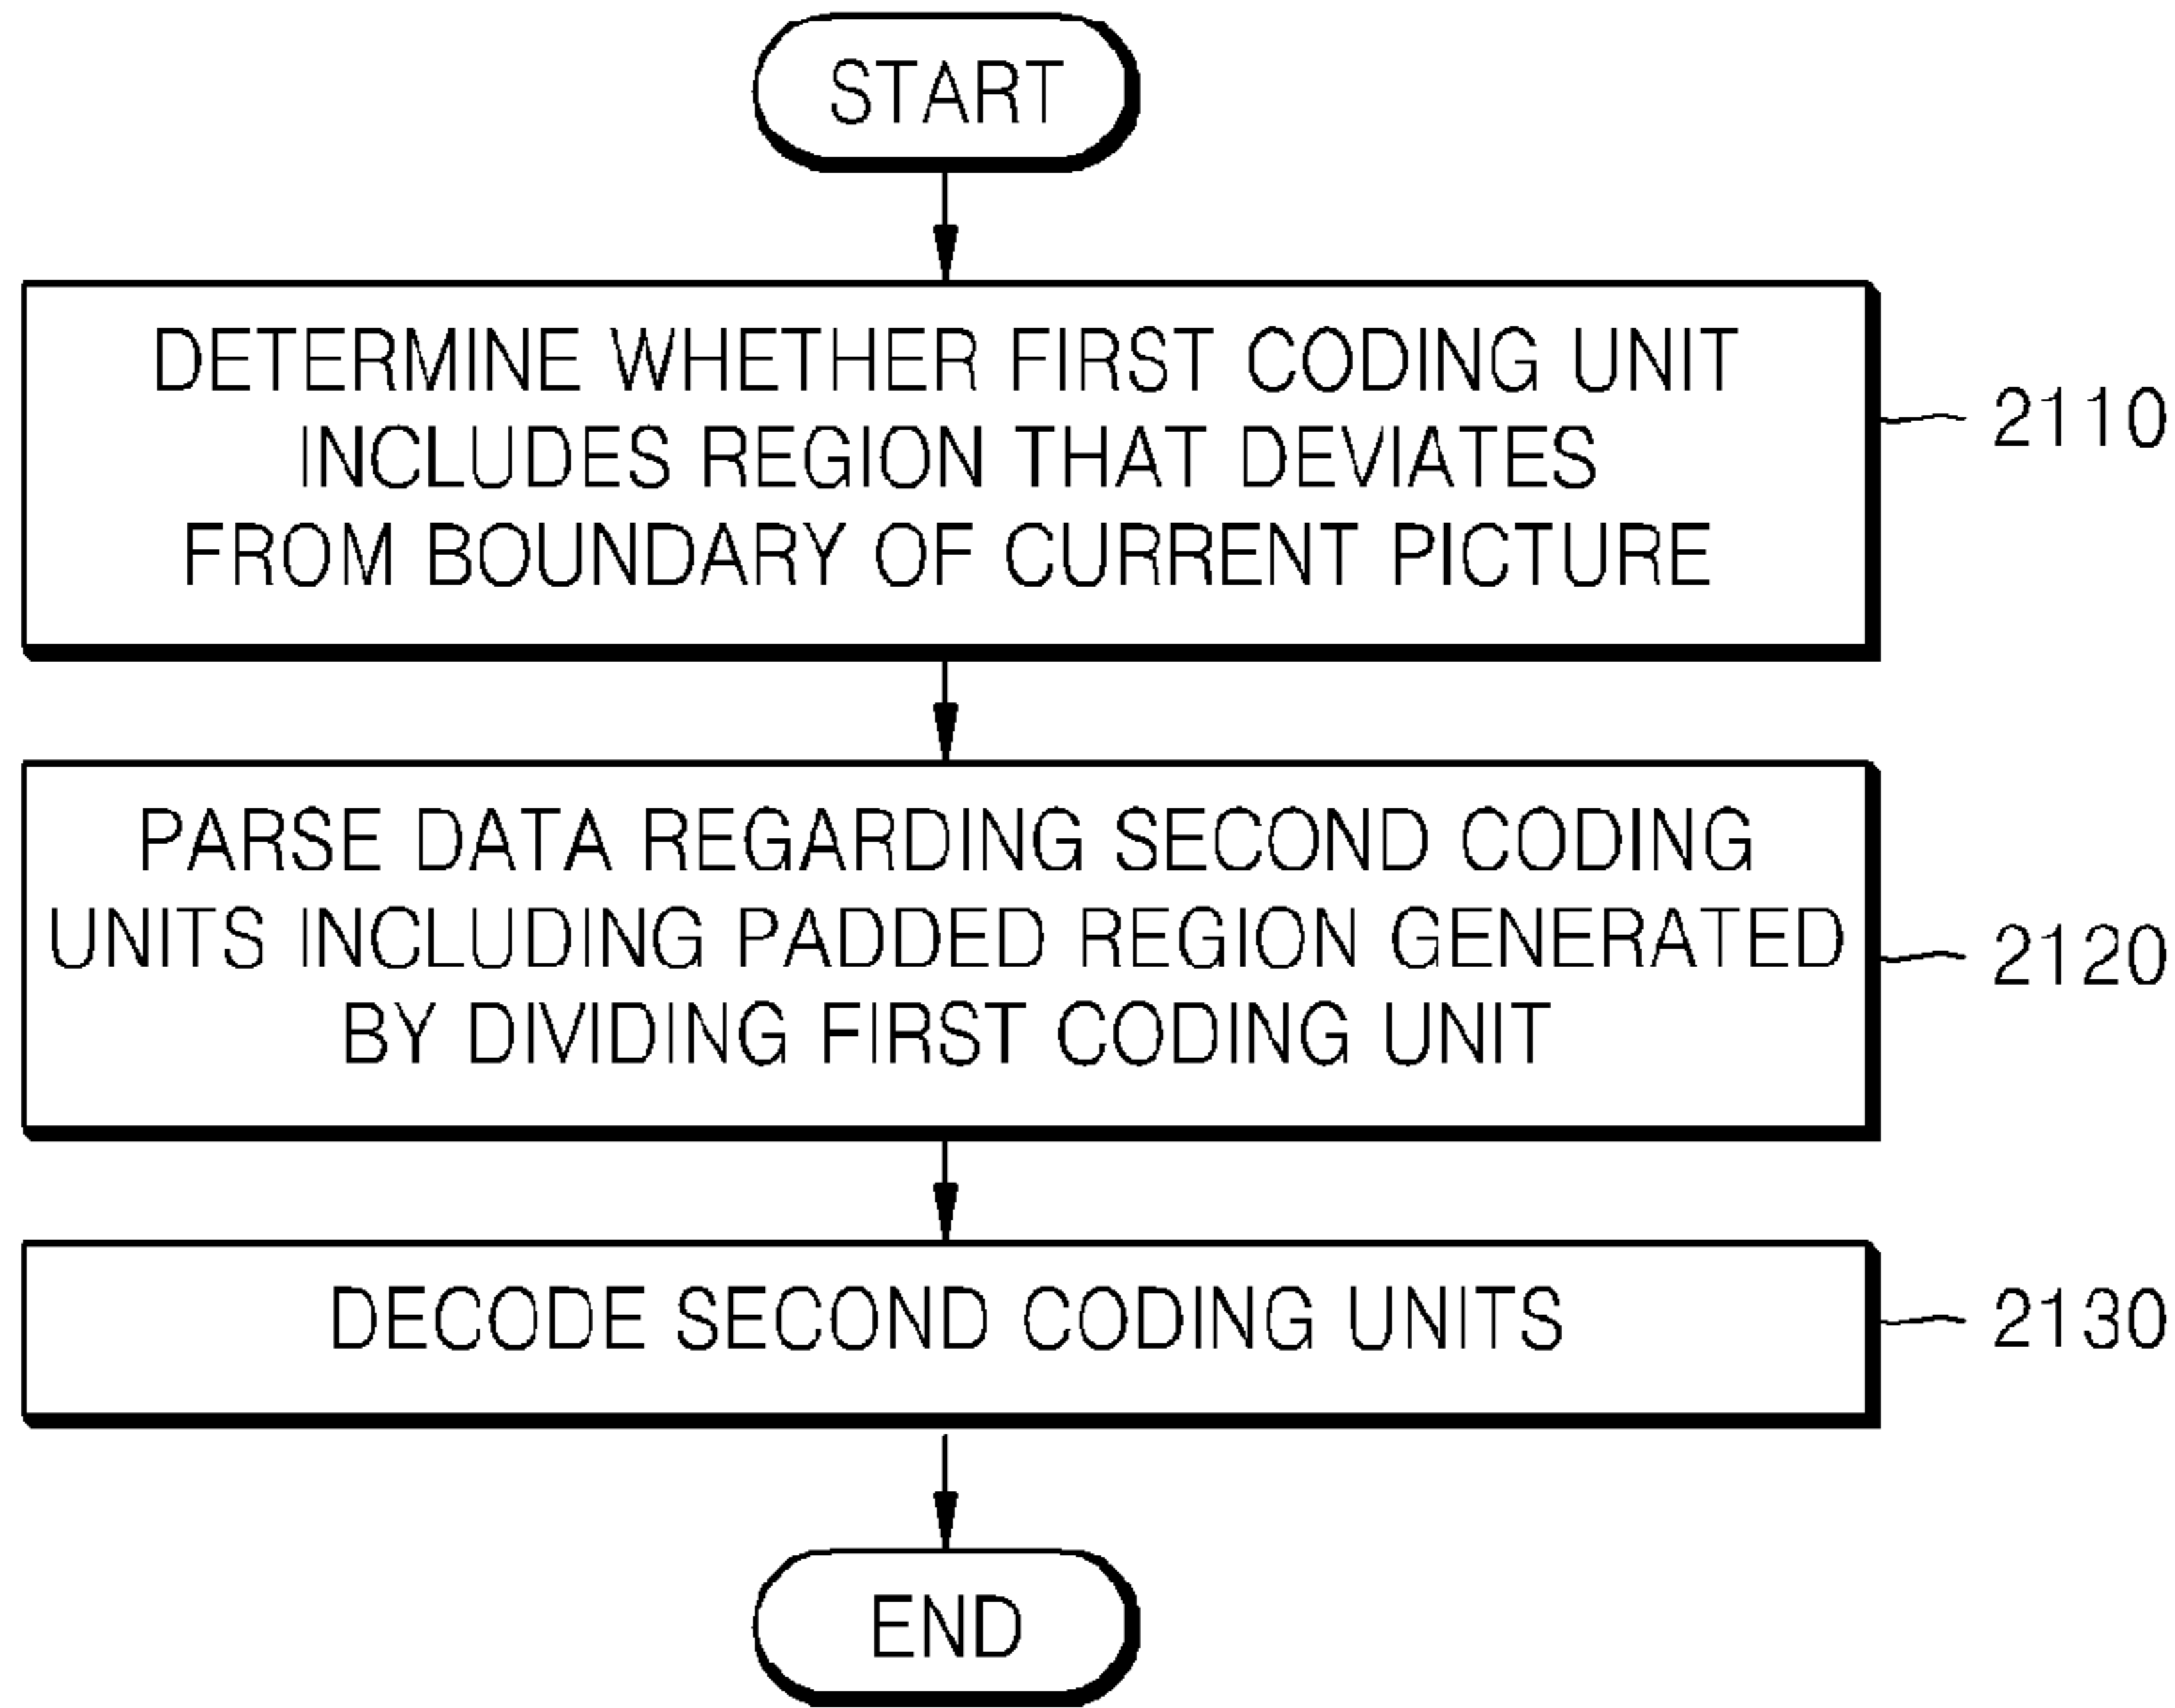 START
DETERMINE WHETHER FIRST CODING UNIT
INCLUDES REGION THAT DEVIATES
FROM BOUNDARY OF CURRENT PICTURE
2110
PARSE DATA REGARDING SECOND CODING
UNITS INCLUDING PADDED REGION GENERATED
BY DIVIDING FIRST CODING UNIT
2120
DECODE SECOND CODING UNITS
2130
END